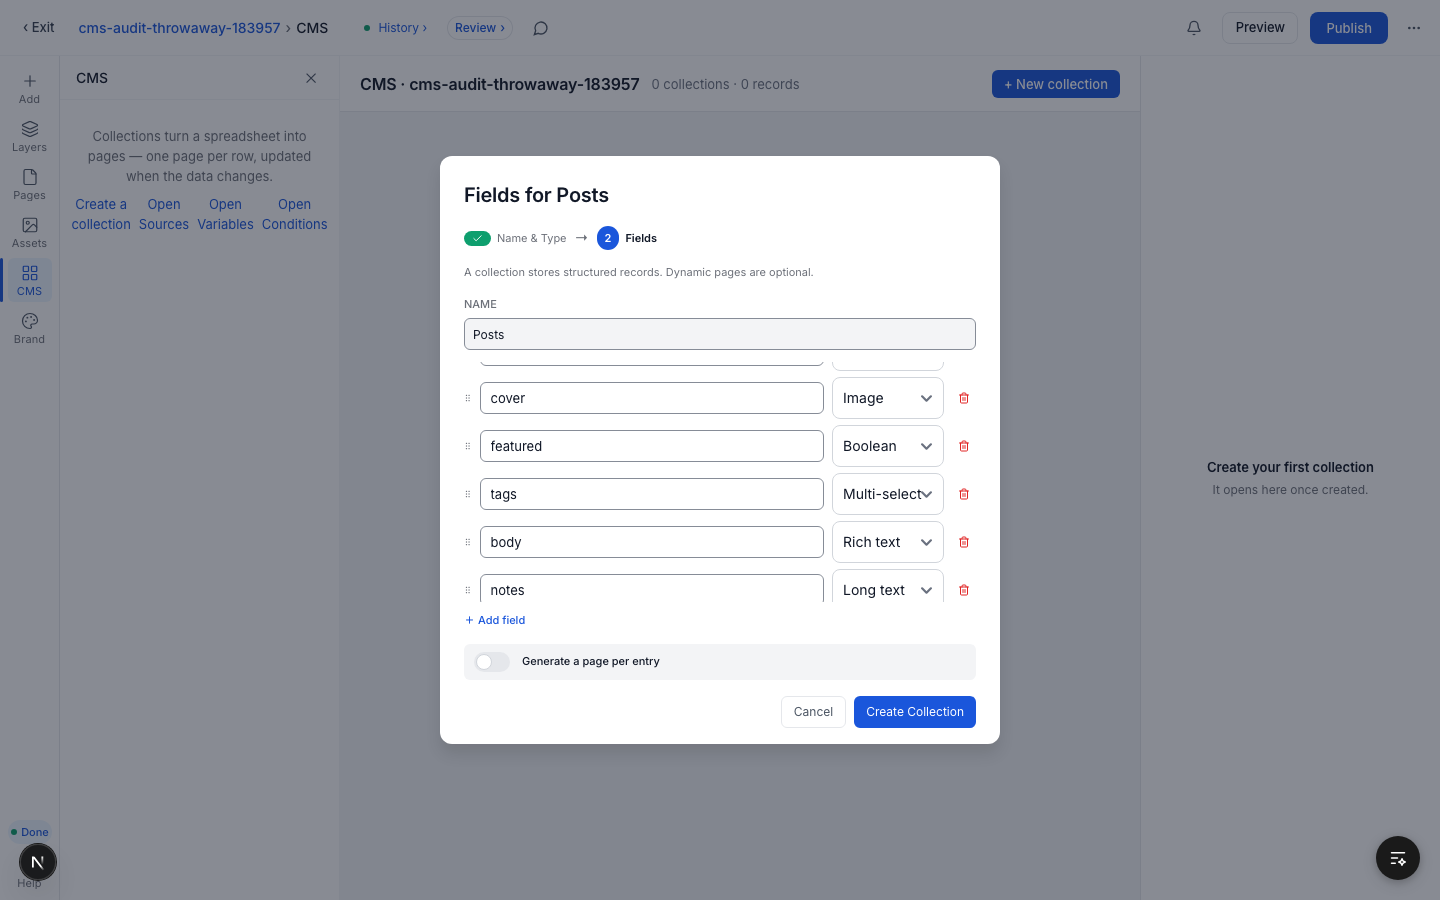 ‹ Exit
cms-audit-throwaway-183957 › CMS
History ›
Review ›
Preview
Publish
Add
Layers
Pages
Assets
CMS
Brand
Done
N
Help
CMS
Collections turn a spreadsheet into
pages — one page per row, updated
when the data changes.
Create a collection
Open Sources
Open Variables
Open Conditions
CMS · cms-audit-throwaway-183957
0 collections · 0 records
+ New collection
Fields for Posts
Name & Type → 2 Fields
A collection stores structured records. Dynamic pages are optional.
NAME
Posts
cover Image
featured Boolean
tags Multi-select
body Rich text
notes Long text
+ Add field
Generate a page per entry
Cancel
Create Collection
Create your first collection
It opens here once created.